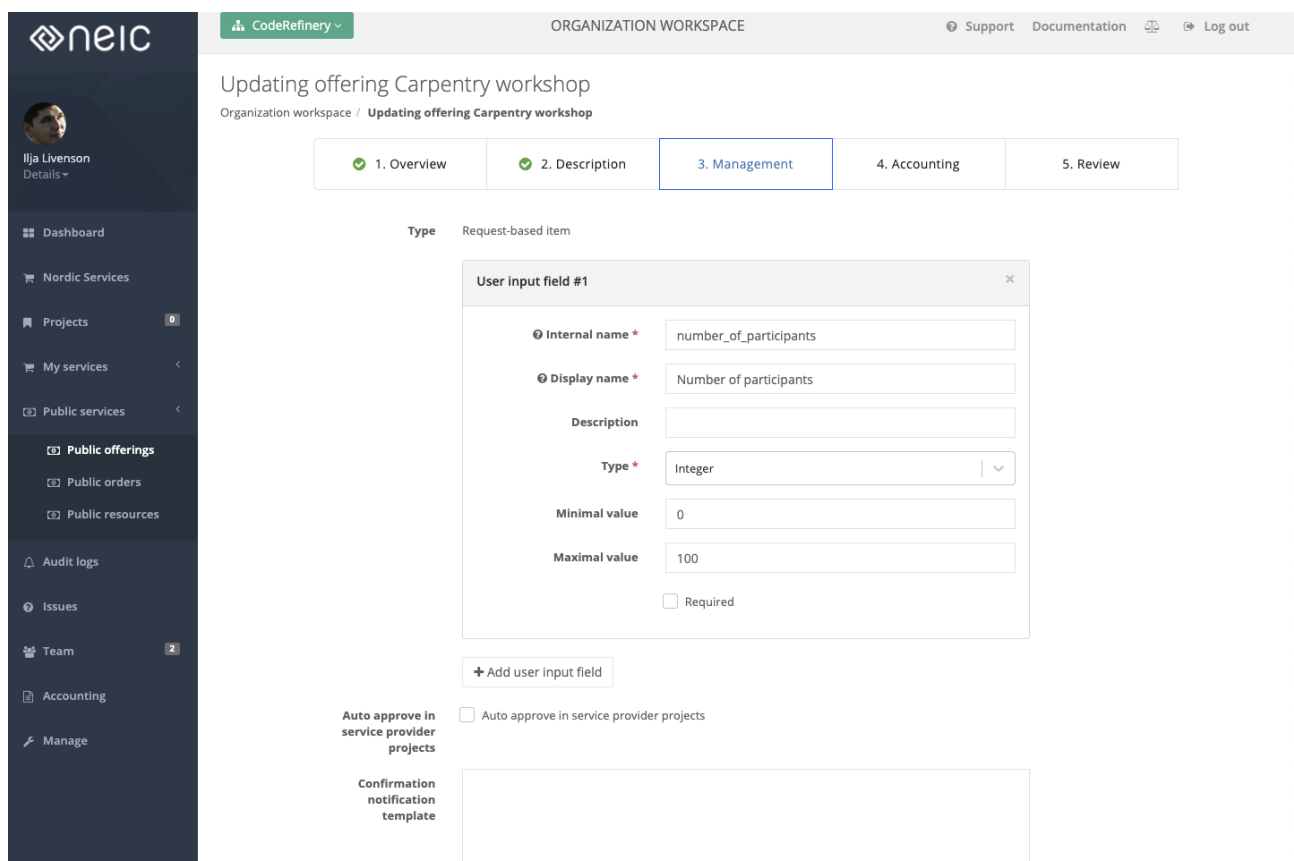 neic
CodeRefinery
ORGANIZATION WORKSPACE
Support
Documentation
Log out
Ilja Livenson
Details
Dashboard
Nordic Services
Projects
0
My services
Public services
Public offerings
Public orders
Public resources
Audit logs
Issues
Team
2
Accounting
Manage
Updating offering Carpentry workshop
Organization workspace / Updating offering Carpentry workshop
1. Overview
2. Description
3. Management
4. Accounting
5. Review
Type
Request-based item
User input field #1
×
Internal name *
number_of_participants
Display name *
Number of participants
Description
Type *
Integer
Minimal value
0
Maximal value
100
Required
+ Add user input field
Auto approve in
service provider
projects
Auto approve in service provider projects
Confirmation
notification
template